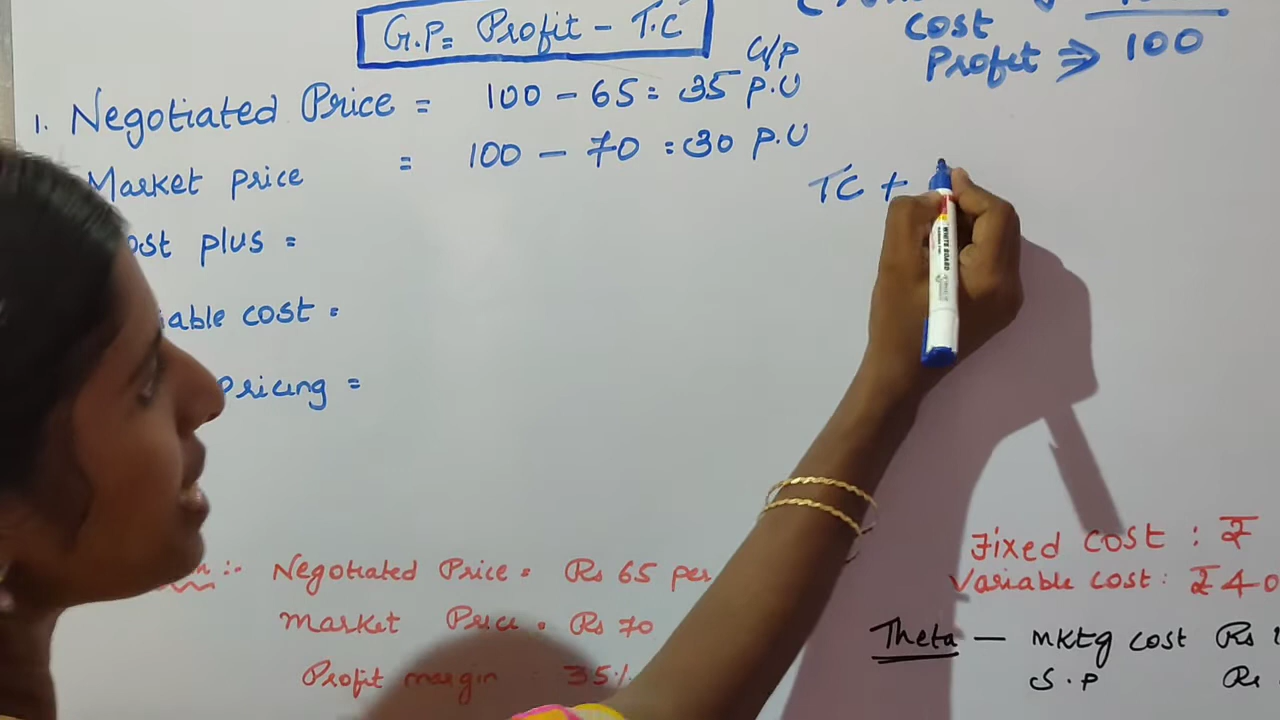 G.P= Profit - T.C
cost
Profit ⇒ 100
G/P
1. Negotiated Price = 100 - 65 = 35 P.U
Market price = 100 - 70 = 30 P.U
TC +
plus =
cost =
Pricing =
:- Negotiated Price = Rs 65 per
Market Price = Rs 70
Profit margin 35%
Fixed cost : ₹
Variable cost : ₹40
Theta — mktg cost Rs
S.P Rs